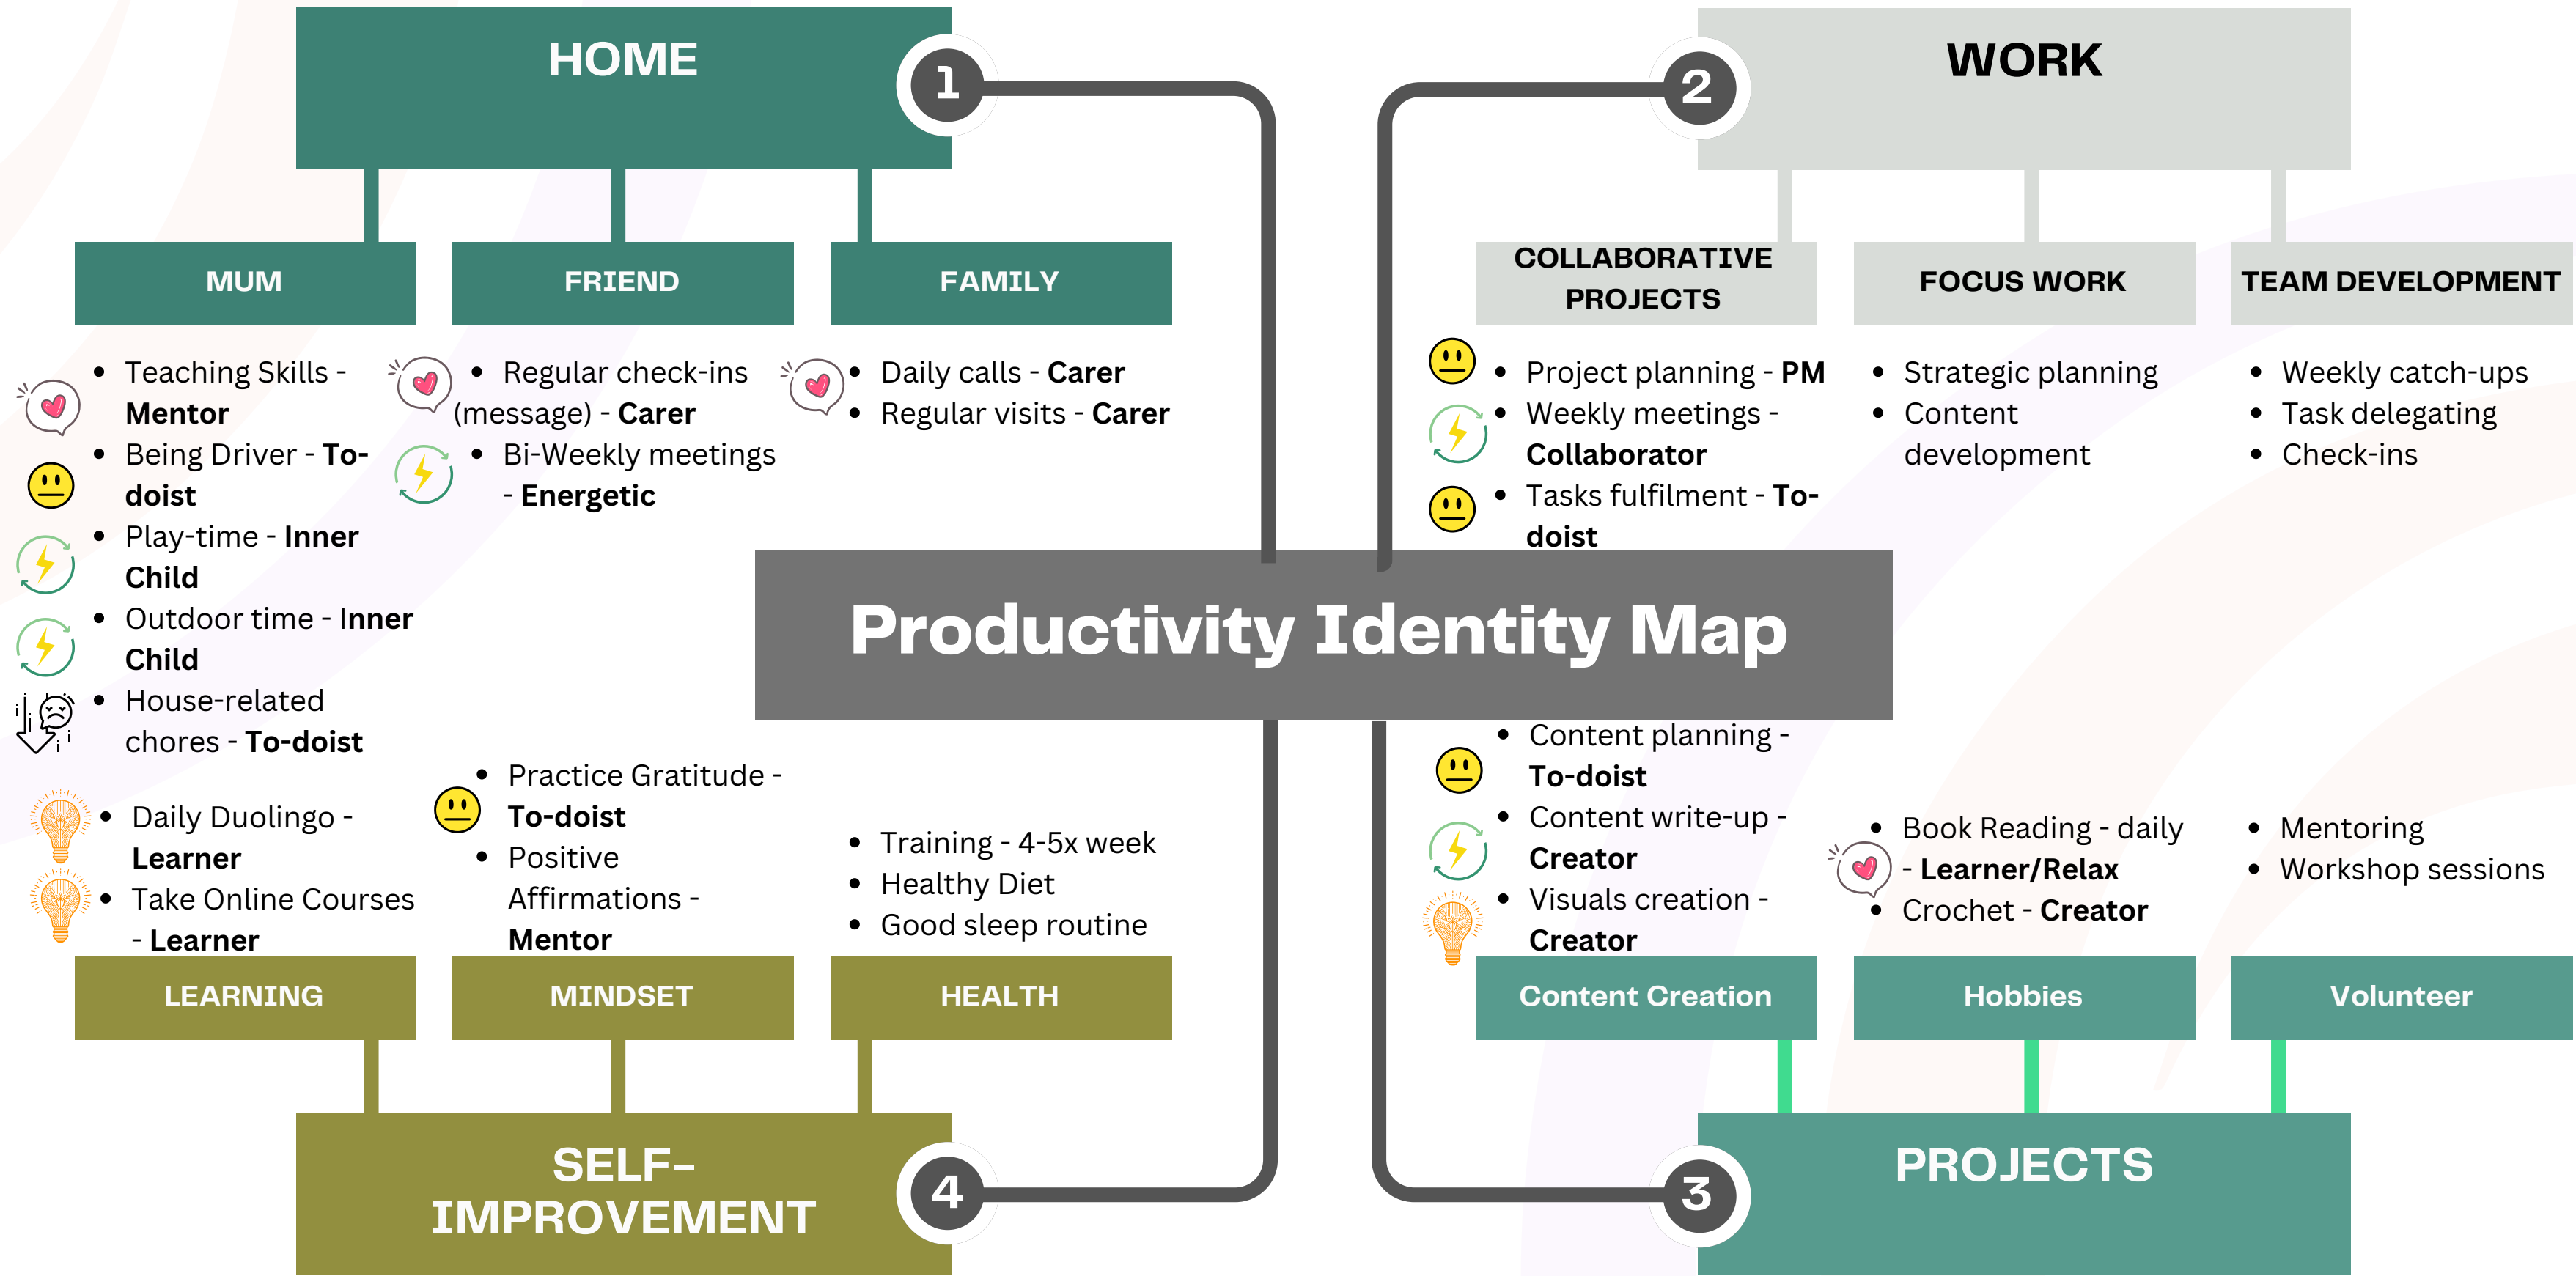 HOME
1
MUM
FRIEND
FAMILY
Teaching Skills -
Mentor
Being Driver - To-
doist
Play-time - Inner
Child
Outdoor time - Inner
Child
House-related
chores - To-doist
Regular check-ins
(message) - Carer
Bi-Weekly meetings
- Energetic
Daily calls - Carer
Regular visits - Carer
2
WORK
COLLABORATIVE
PROJECTS
FOCUS WORK
TEAM DEVELOPMENT
Project planning - PM
Weekly meetings -
Collaborator
Tasks fulfilment - To-
doist
Strategic planning
Content
development
Weekly catch-ups
Task delegating
Check-ins
Productivity Identity Map
Daily Duolingo -
Learner
Take Online Courses
- Learner
Practice Gratitude -
To-doist
Positive
Affirmations -
Mentor
Training - 4-5x week
Healthy Diet
Good sleep routine
LEARNING
MINDSET
HEALTH
SELF-
IMPROVEMENT
4
Content planning -
To-doist
Content write-up -
Creator
Visuals creation -
Creator
Book Reading - daily
- Learner/Relax
Crochet - Creator
Mentoring
Workshop sessions
Content Creation
Hobbies
Volunteer
3
PROJECTS